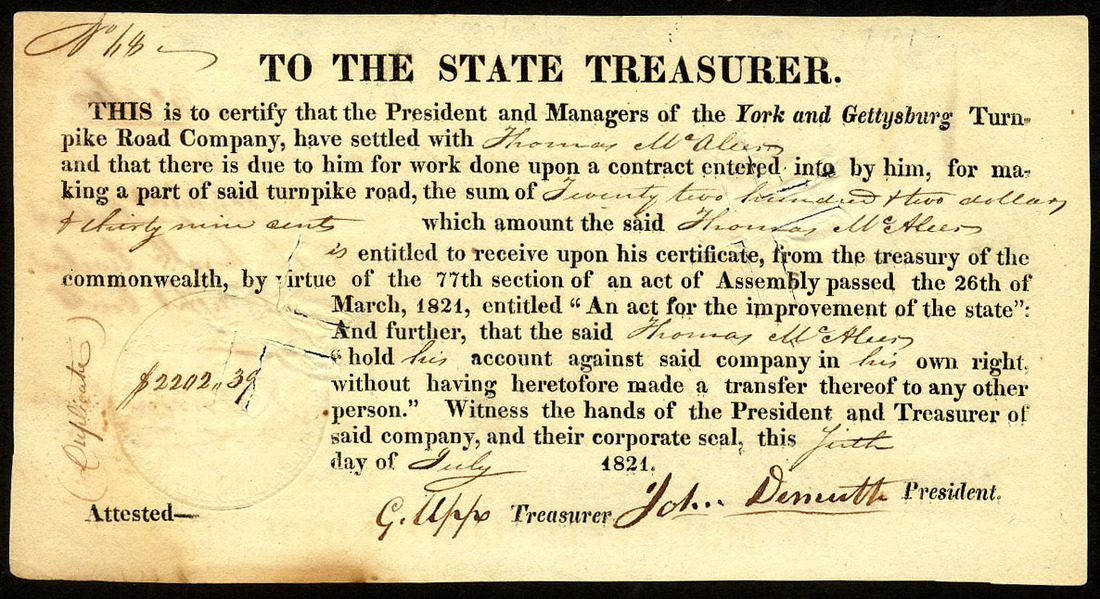 No 18
TO THE STATE TREASURER.
THIS is to certify that the President and Managers of the York and Gettysburg Turn-
pike Road Company, have settled with Thomas McAleer
and that there is due to him for work done upon a contract entered into by him, for ma-
king a part of said turnpike road, the sum of Twenty two hundred & two dollars
& thirty nine cents which amount the said Thomas McAleer
is entitled to receive upon his certificate, from the treasury of the
commonwealth, by virtue of the 77th section of an act of Assembly passed the 26th of
March, 1821, entitled “An act for the improvement of the state”:
And further, that the said Thomas McAleer
“hold his account against said company in his own right,
$2202,,39
without having heretofore made a transfer thereof to any other
person.” Witness the hands of the President and Treasurer of
said company, and their corporate seal, this
day of July 1821.
(Duplicate)
Attested—
G. Upp Treasurer John Demuth President.